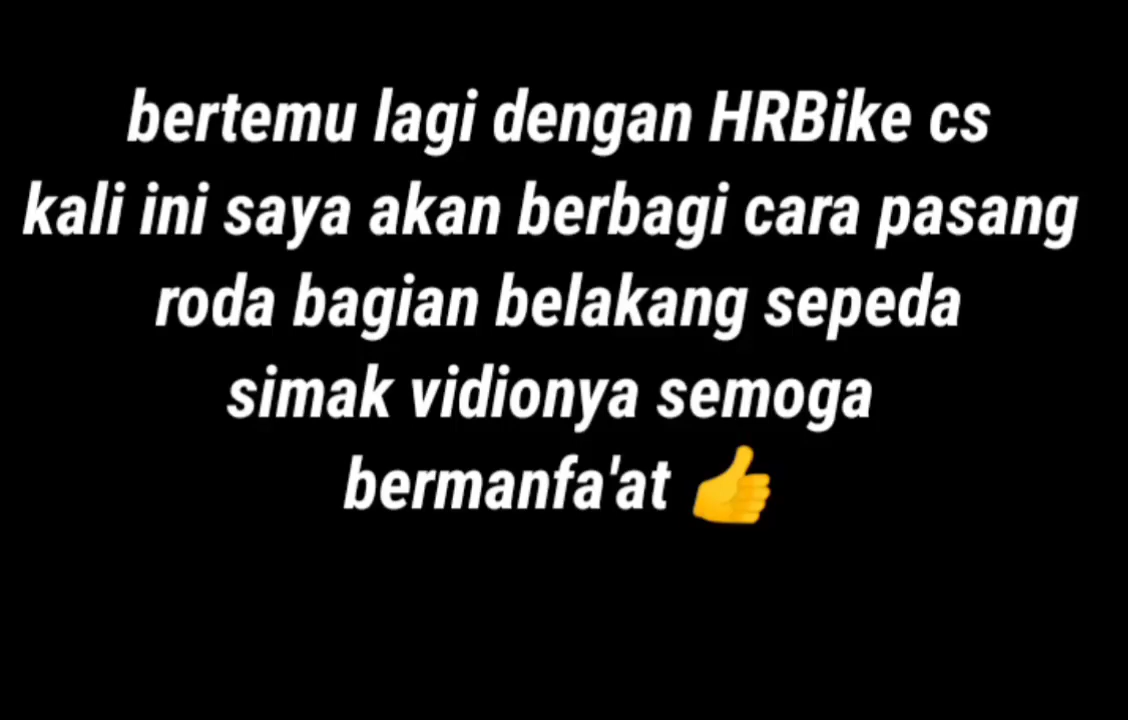 bertemu lagi dengan HRBike cs
kali ini saya akan berbagi cara pasang
roda bagian belakang sepeda
simak vidionya semoga
bermanfa'at 👍